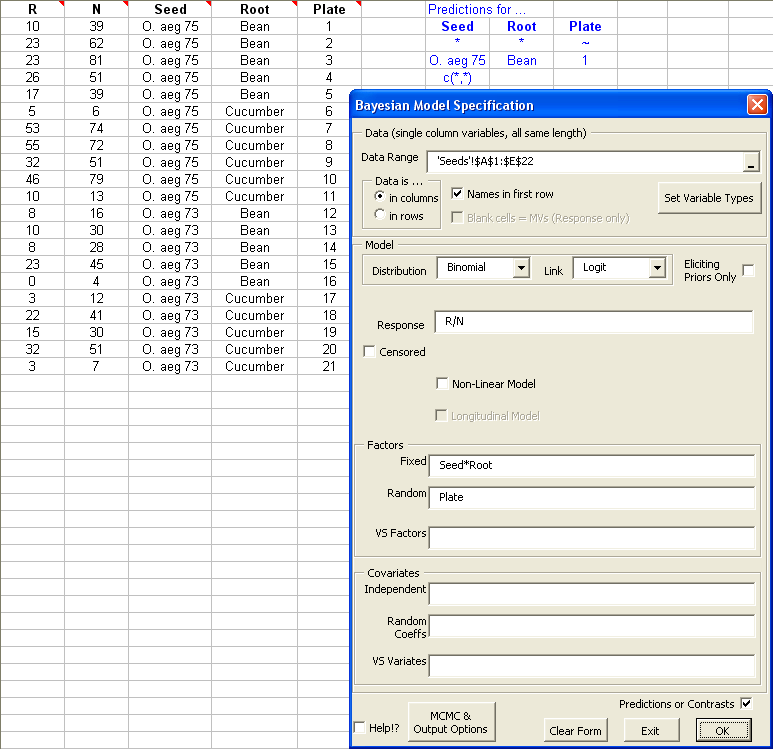 R N Seed Root Plate Predictions for ...
10 39 O. aeg 75 Bean 1 Seed Root Plate
23 62 O. aeg 75 Bean 2 * * ~
23 81 O. aeg 75 Bean 3 O. aeg 75 Bean 1
26 51 O. aeg 75 Bean 4 c(*,*)
17 39 O. aeg 75 Bean 5
5 6 O. aeg 75 Cucumber 6
53 74 O. aeg 75 Cucumber 7
55 72 O. aeg 75 Cucumber 8
32 51 O. aeg 75 Cucumber 9
46 79 O. aeg 75 Cucumber 10
10 13 O. aeg 75 Cucumber 11
8 16 O. aeg 73 Bean 12
10 30 O. aeg 73 Bean 13
8 28 O. aeg 73 Bean 14
23 45 O. aeg 73 Bean 15
0 4 O. aeg 73 Bean 16
3 12 O. aeg 73 Cucumber 17
22 41 O. aeg 73 Cucumber 18
15 30 O. aeg 73 Cucumber 19
32 51 O. aeg 73 Cucumber 20
3 7 O. aeg 73 Cucumber 21
Bayesian Model Specification
Data (single column variables, all same length)
Data Range 'Seeds'!$A$1:$E$22
Data is ...
in columns
in rows
Names in first row
Blank cells = MVs (Response only)
Set Variable Types
Model
Distribution Binomial Link Logit
Eliciting
Priors Only
Response R/N
Censored
Non-Linear Model
Longitudinal Model
Factors
Fixed Seed*Root
Random Plate
VS Factors
Covariates
Independent
Random
Coeffs
VS Variates
Predictions or Contrasts
Help!?
MCMC &
Output Options
Clear Form Exit OK